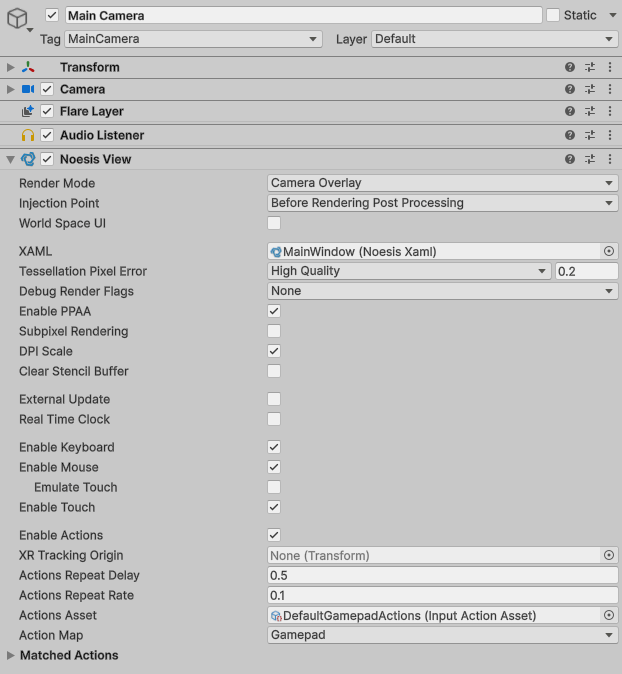 Main Camera Static
Tag MainCamera Layer Default
Transform
Camera
Flare Layer
Audio Listener
Noesis View
Render Mode Camera Overlay
Injection Point Before Rendering Post Processing
World Space UI
XAML MainWindow (Noesis Xaml)
Tessellation Pixel Error High Quality 0.2
Debug Render Flags None
Enable PPAA
Subpixel Rendering
DPI Scale
Clear Stencil Buffer
External Update
Real Time Clock
Enable Keyboard
Enable Mouse
Emulate Touch
Enable Touch
Enable Actions
XR Tracking Origin None (Transform)
Actions Repeat Delay 0.5
Actions Repeat Rate 0.1
Actions Asset DefaultGamepadActions (Input Action Asset)
Action Map Gamepad
Matched Actions